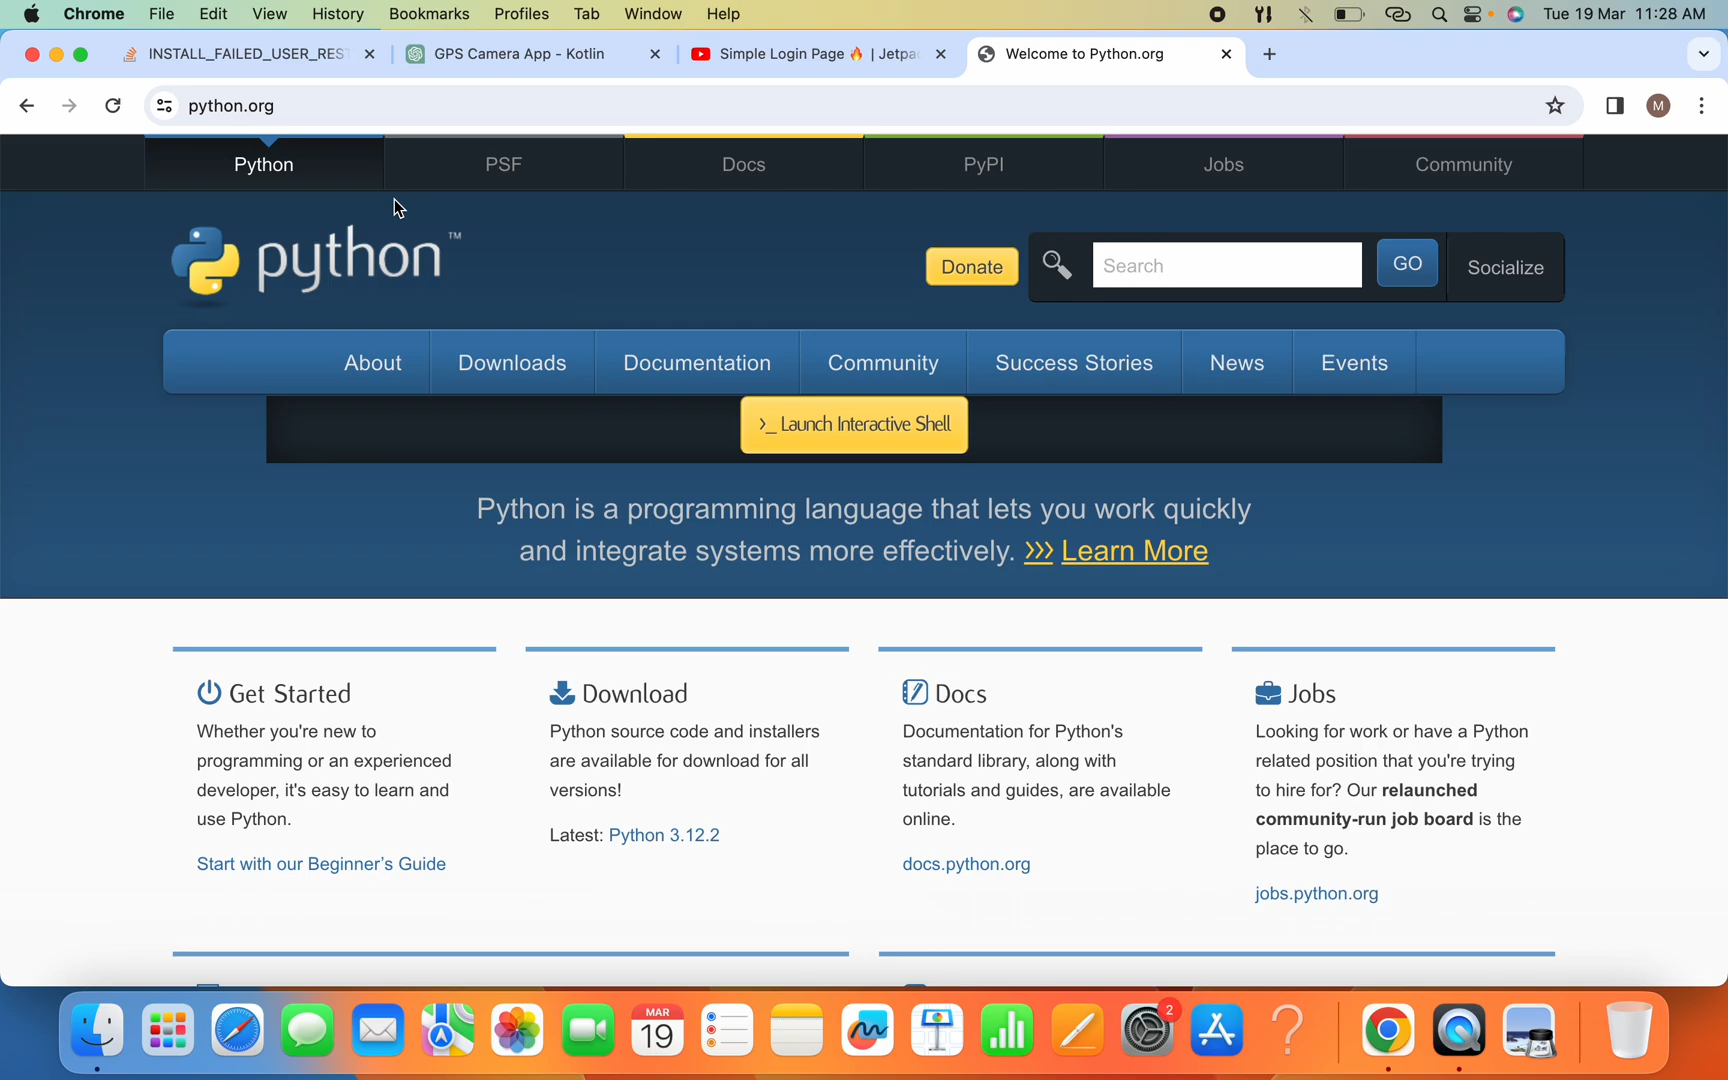 Chrome File Edit View History Bookmarks Profiles Tab Window Help Tue 19 Mar 11:28 AM
INSTALL_FAILED_USER_RES GPS Camera App - Kotlin Simple Login Page 🔥 | Jetpa Welcome to Python.org
python.org M
Python PSF Docs PyPI Jobs Community
python™
Donate Search GO Socialize
About Downloads Documentation Community Success Stories News Events
>_ Launch Interactive Shell
Python is a programming language that lets you work quickly
and integrate systems more effectively. >>> Learn More
Get Started
Whether you're new to
programming or an experienced
developer, it's easy to learn and
use Python.
Start with our Beginner's Guide
Download
Python source code and installers
are available for download for all
versions!
Latest: Python 3.12.2
Docs
Documentation for Python's
standard library, along with
tutorials and guides, are available
online.
docs.python.org
Jobs
Looking for work or have a Python
related position that you're trying
to hire for? Our relaunched
community-run job board is the
place to go.
jobs.python.org
MAR
19
2